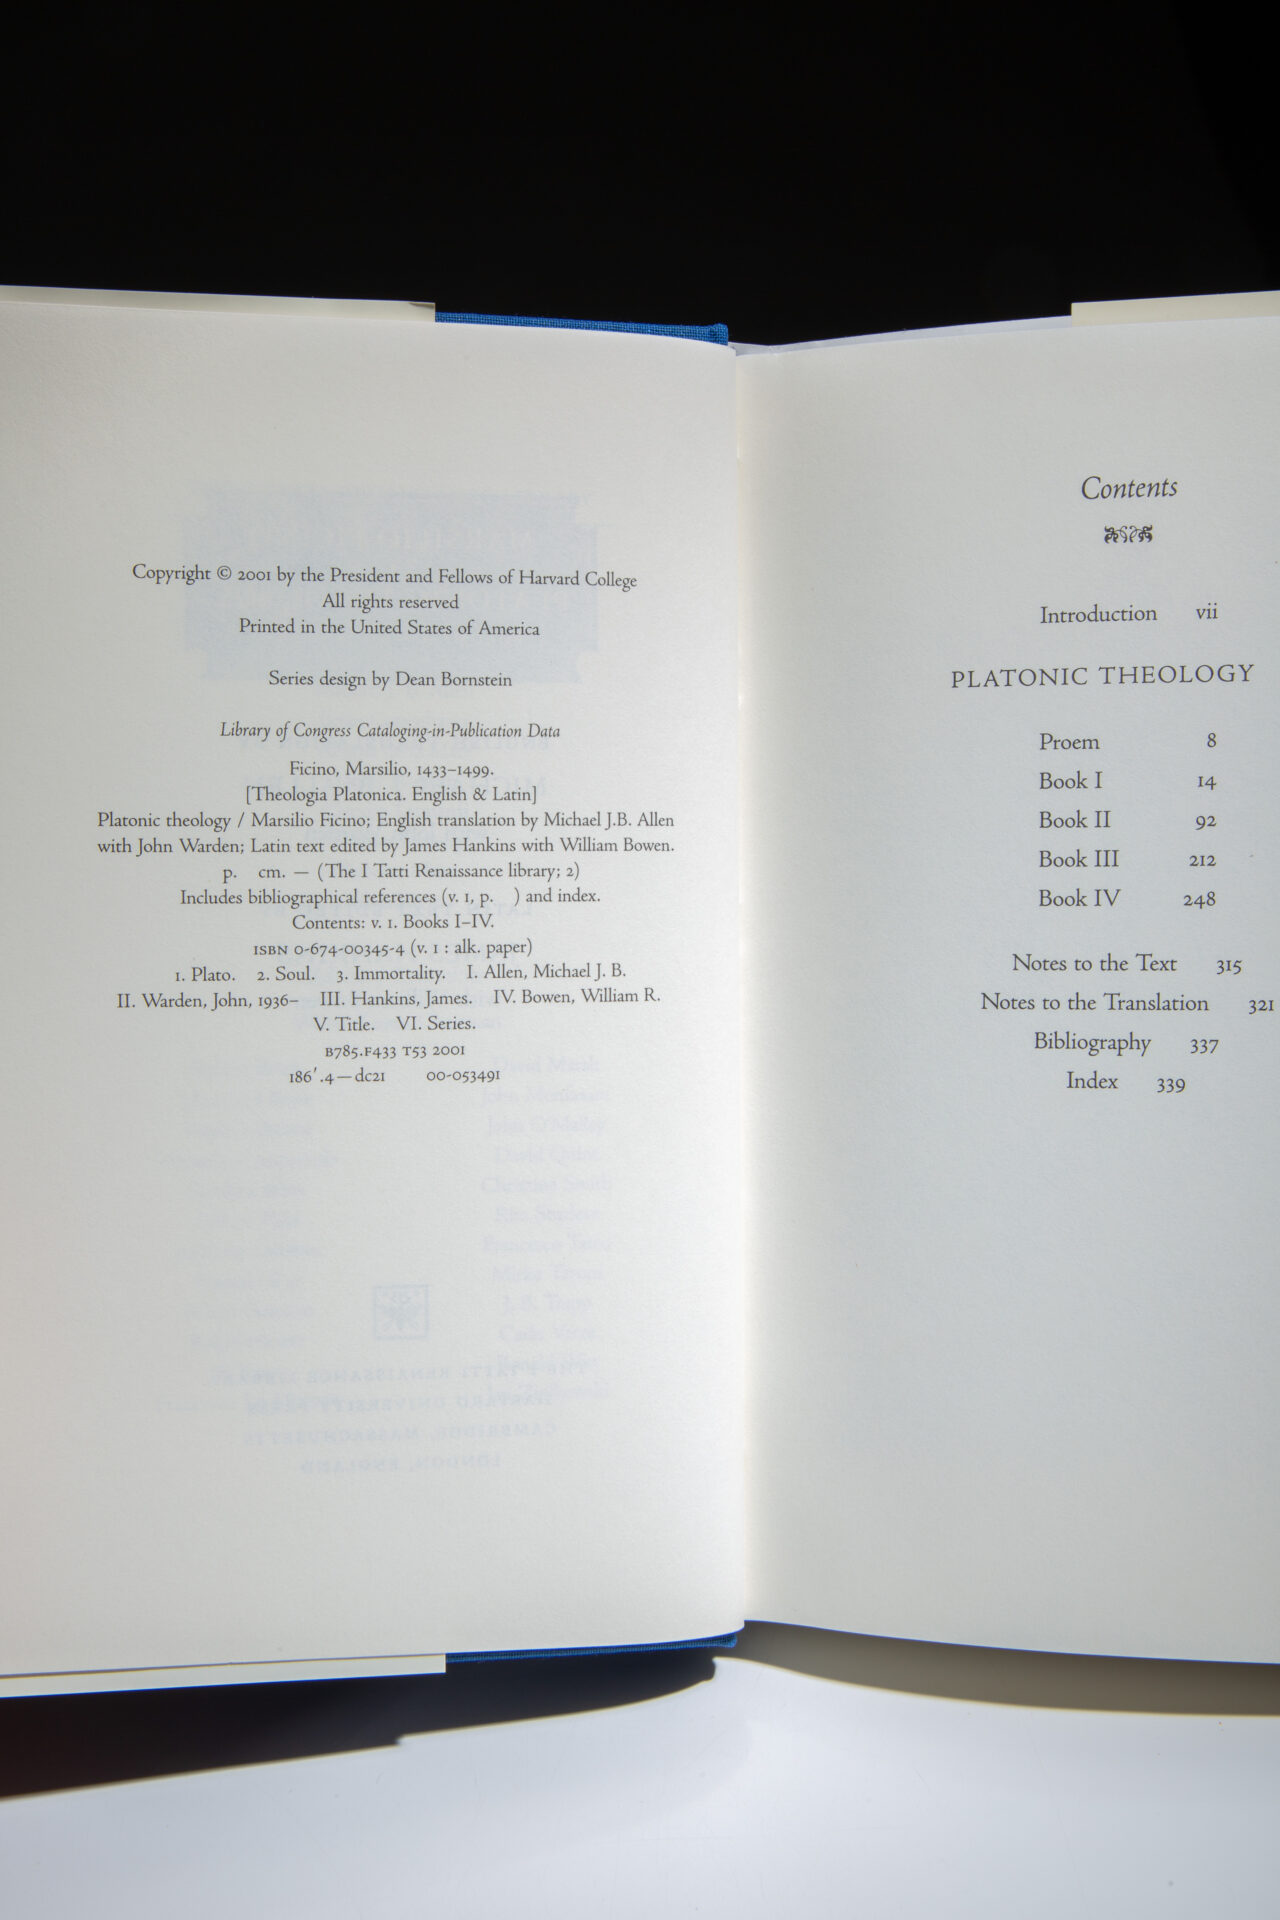 Copyright © 2001 by the President and Fellows of Harvard College
All rights reserved
Printed in the United States of America
Series design by Dean Bornstein
Library of Congress Cataloging-in-Publication Data
Ficino, Marsilio, 1433–1499.
[Theologia Platonica. English & Latin]
Platonic theology / Marsilio Ficino; English translation by Michael J.B. Allen
with John Warden; Latin text edited by James Hankins with William Bowen.
p. cm. — (The I Tatti Renaissance library; 2)
Includes bibliographical references (v. 1, p. ) and index.
Contents: v. 1. Books I–IV.
ISBN 0-674-00345-4 (v. 1 : alk. paper)
1. Plato. 2. Soul. 3. Immortality. I. Allen, Michael J. B.
II. Warden, John, 1936– III. Hankins, James. IV. Bowen, William R.
V. Title. VI. Series.
B785.F433 T53 2001
186′.4—dc21 00-053491
Contents
Introduction vii
PLATONIC THEOLOGY
Proem 8
Book I 14
Book II 92
Book III 212
Book IV 248
Notes to the Text 315
Notes to the Translation 321
Bibliography 337
Index 339